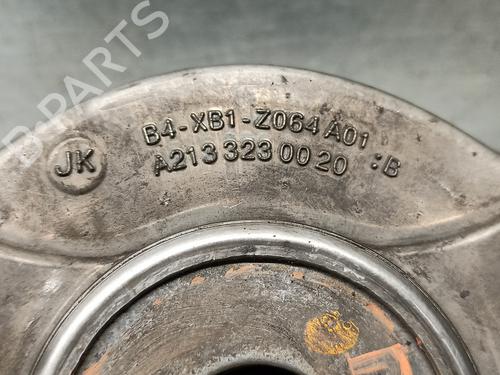 B-PARTS
B4-XB1-Z064 A01
JK
A213 323 00 20 :B